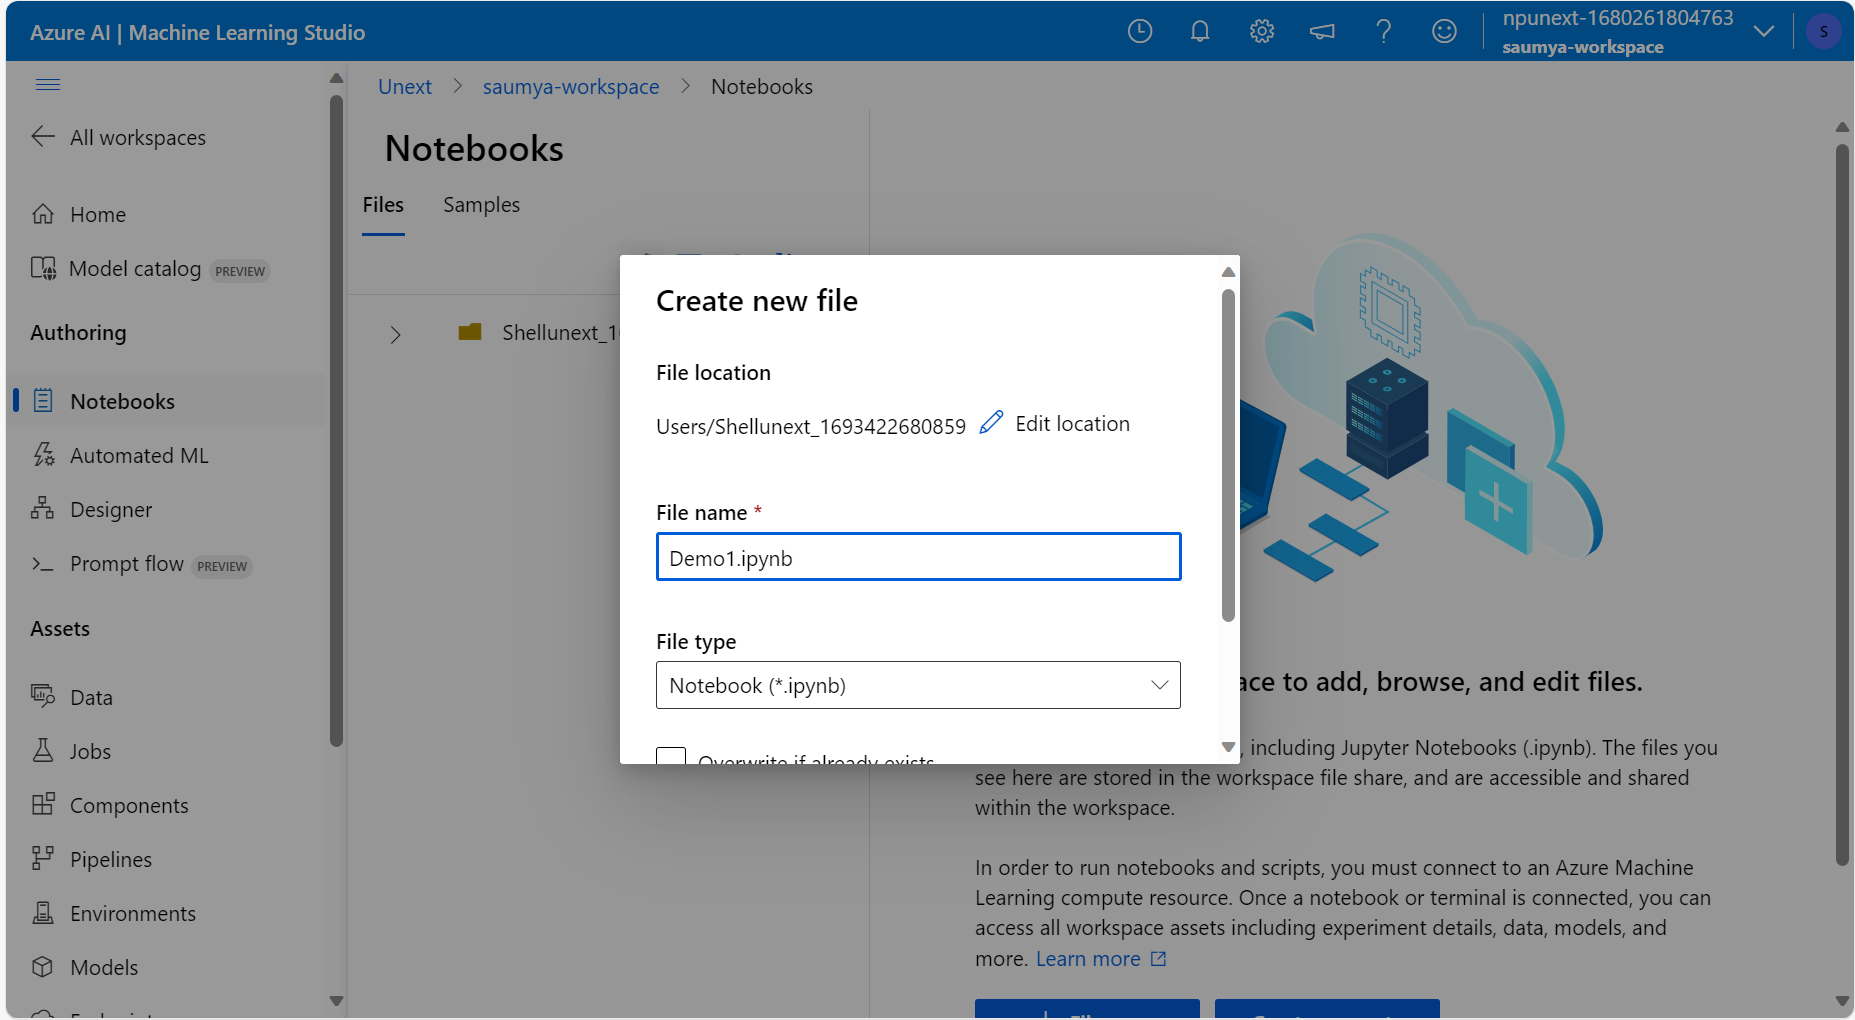 Azure AI | Machine Learning Studio
npunext-1680261804763
saumya-workspace
S
All workspaces
Home
Model catalog PREVIEW
Authoring
Notebooks
Automated ML
Designer
Prompt flow PREVIEW
Assets
Data
Jobs
Components
Pipelines
Environments
Models
Unext > saumya-workspace > Notebooks
Notebooks
Files Samples
Shellunext_1
Create new file
File location
Users/Shellunext_1693422680859 Edit location
File name *
Demo1.ipynb
File type
Notebook (*.ipynb)
Overwrite if already exists
to add, browse, and edit files.
, including Jupyter Notebooks (.ipynb). The files you
see here are stored in the workspace file share, and are accessible and shared
within the workspace.
In order to run notebooks and scripts, you must connect to an Azure Machine
Learning compute resource. Once a notebook or terminal is connected, you can
access all workspace assets including experiment details, data, models, and
more. Learn more